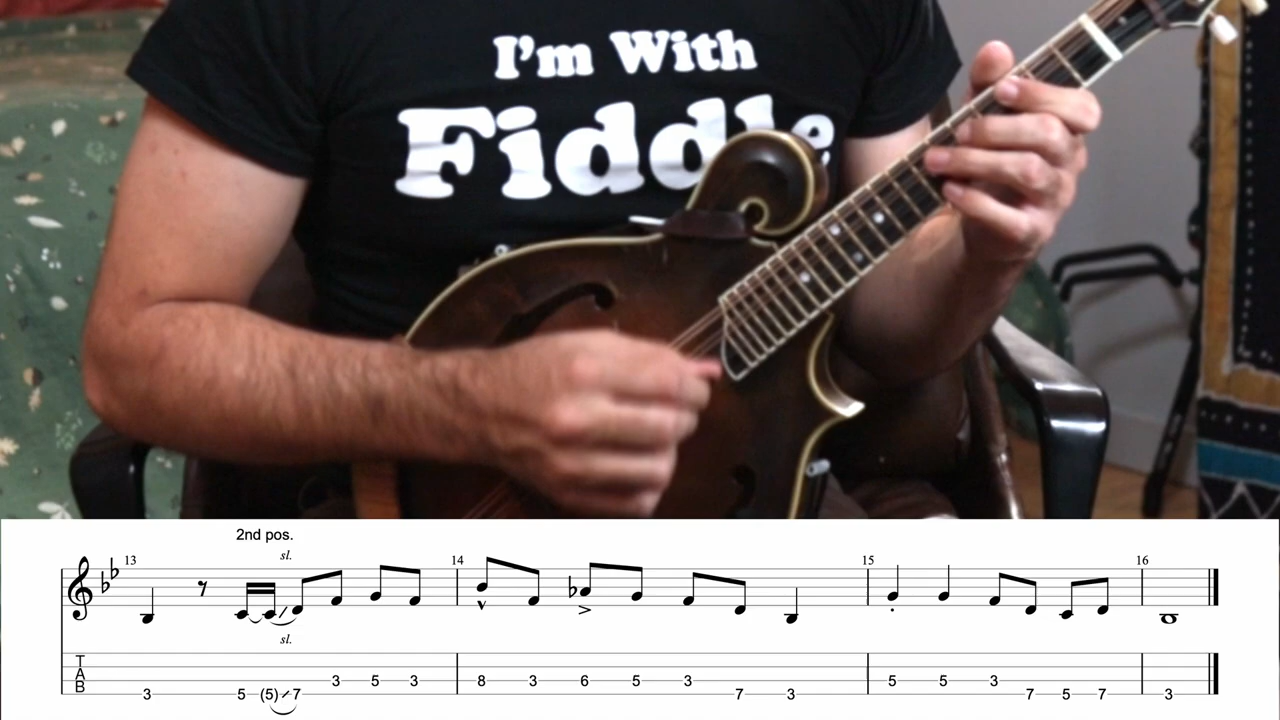 I'm With
Fiddle
2nd pos.
sl.
13 14 15 16
sl.
T
A
B
3 5 (5) 7 3 5 3 8 3 6 5 3 7 3 5 5 3 7 5 7 3